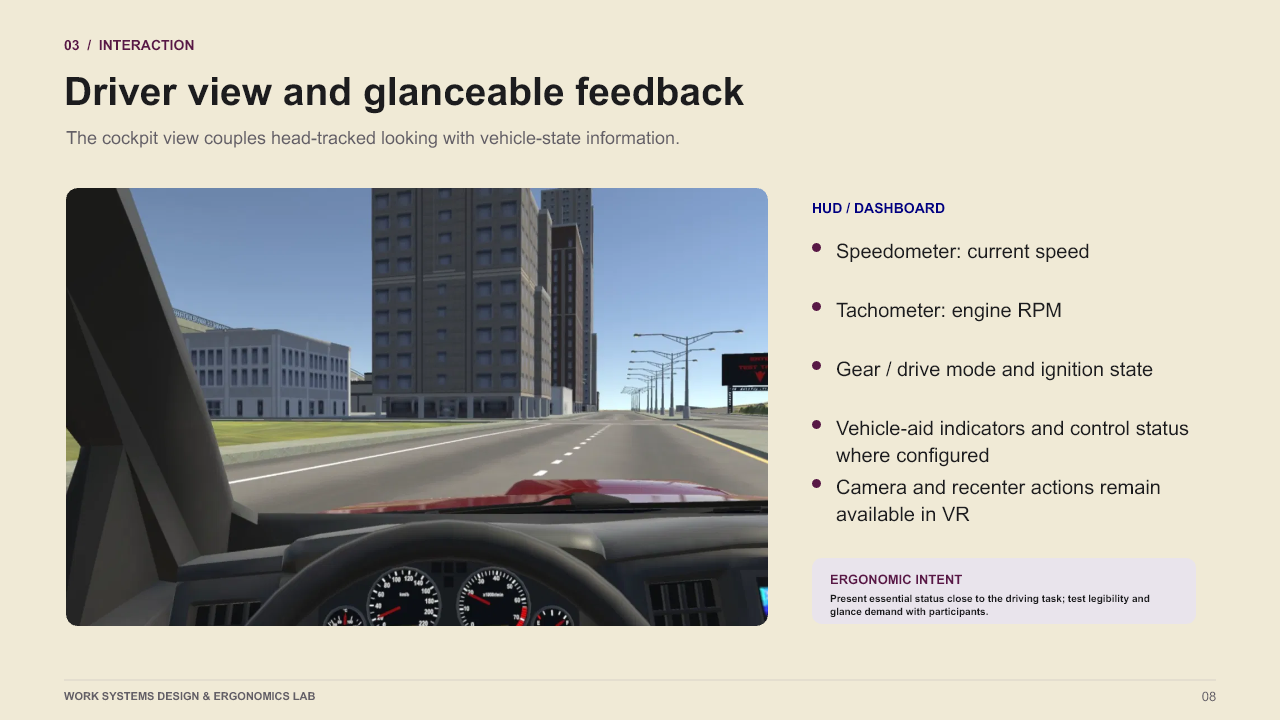 03 / INTERACTION
Driver view and glanceable feedback
The cockpit view couples head-tracked looking with vehicle-state information.
HUD / DASHBOARD
Speedometer: current speed
Tachometer: engine RPM
Gear / drive mode and ignition state
Vehicle-aid indicators and control status
where configured
Camera and recenter actions remain
available in VR
ERGONOMIC INTENT
Present essential status close to the driving task; test legibility and
glance demand with participants.
WORK SYSTEMS DESIGN & ERGONOMICS LAB
08